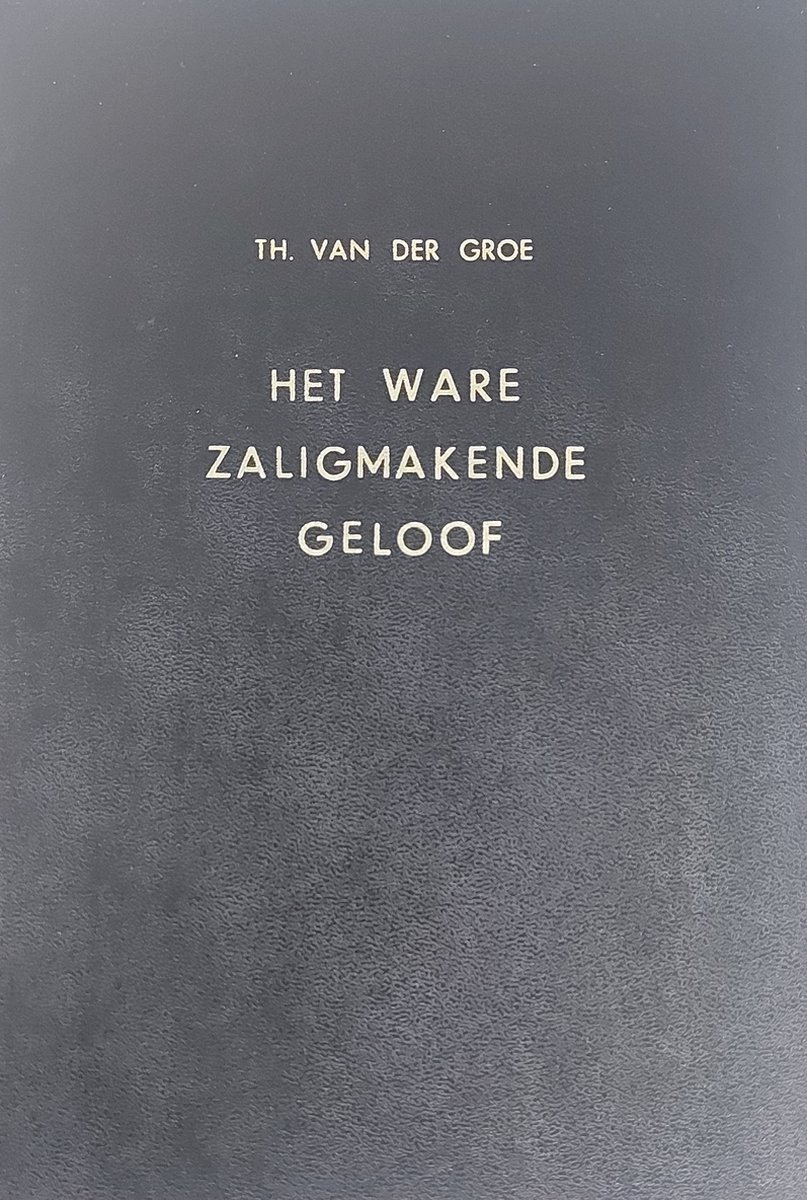 TH. VAN DER GROE
HET WARE
ZALIGMAKENDE
GELOOF